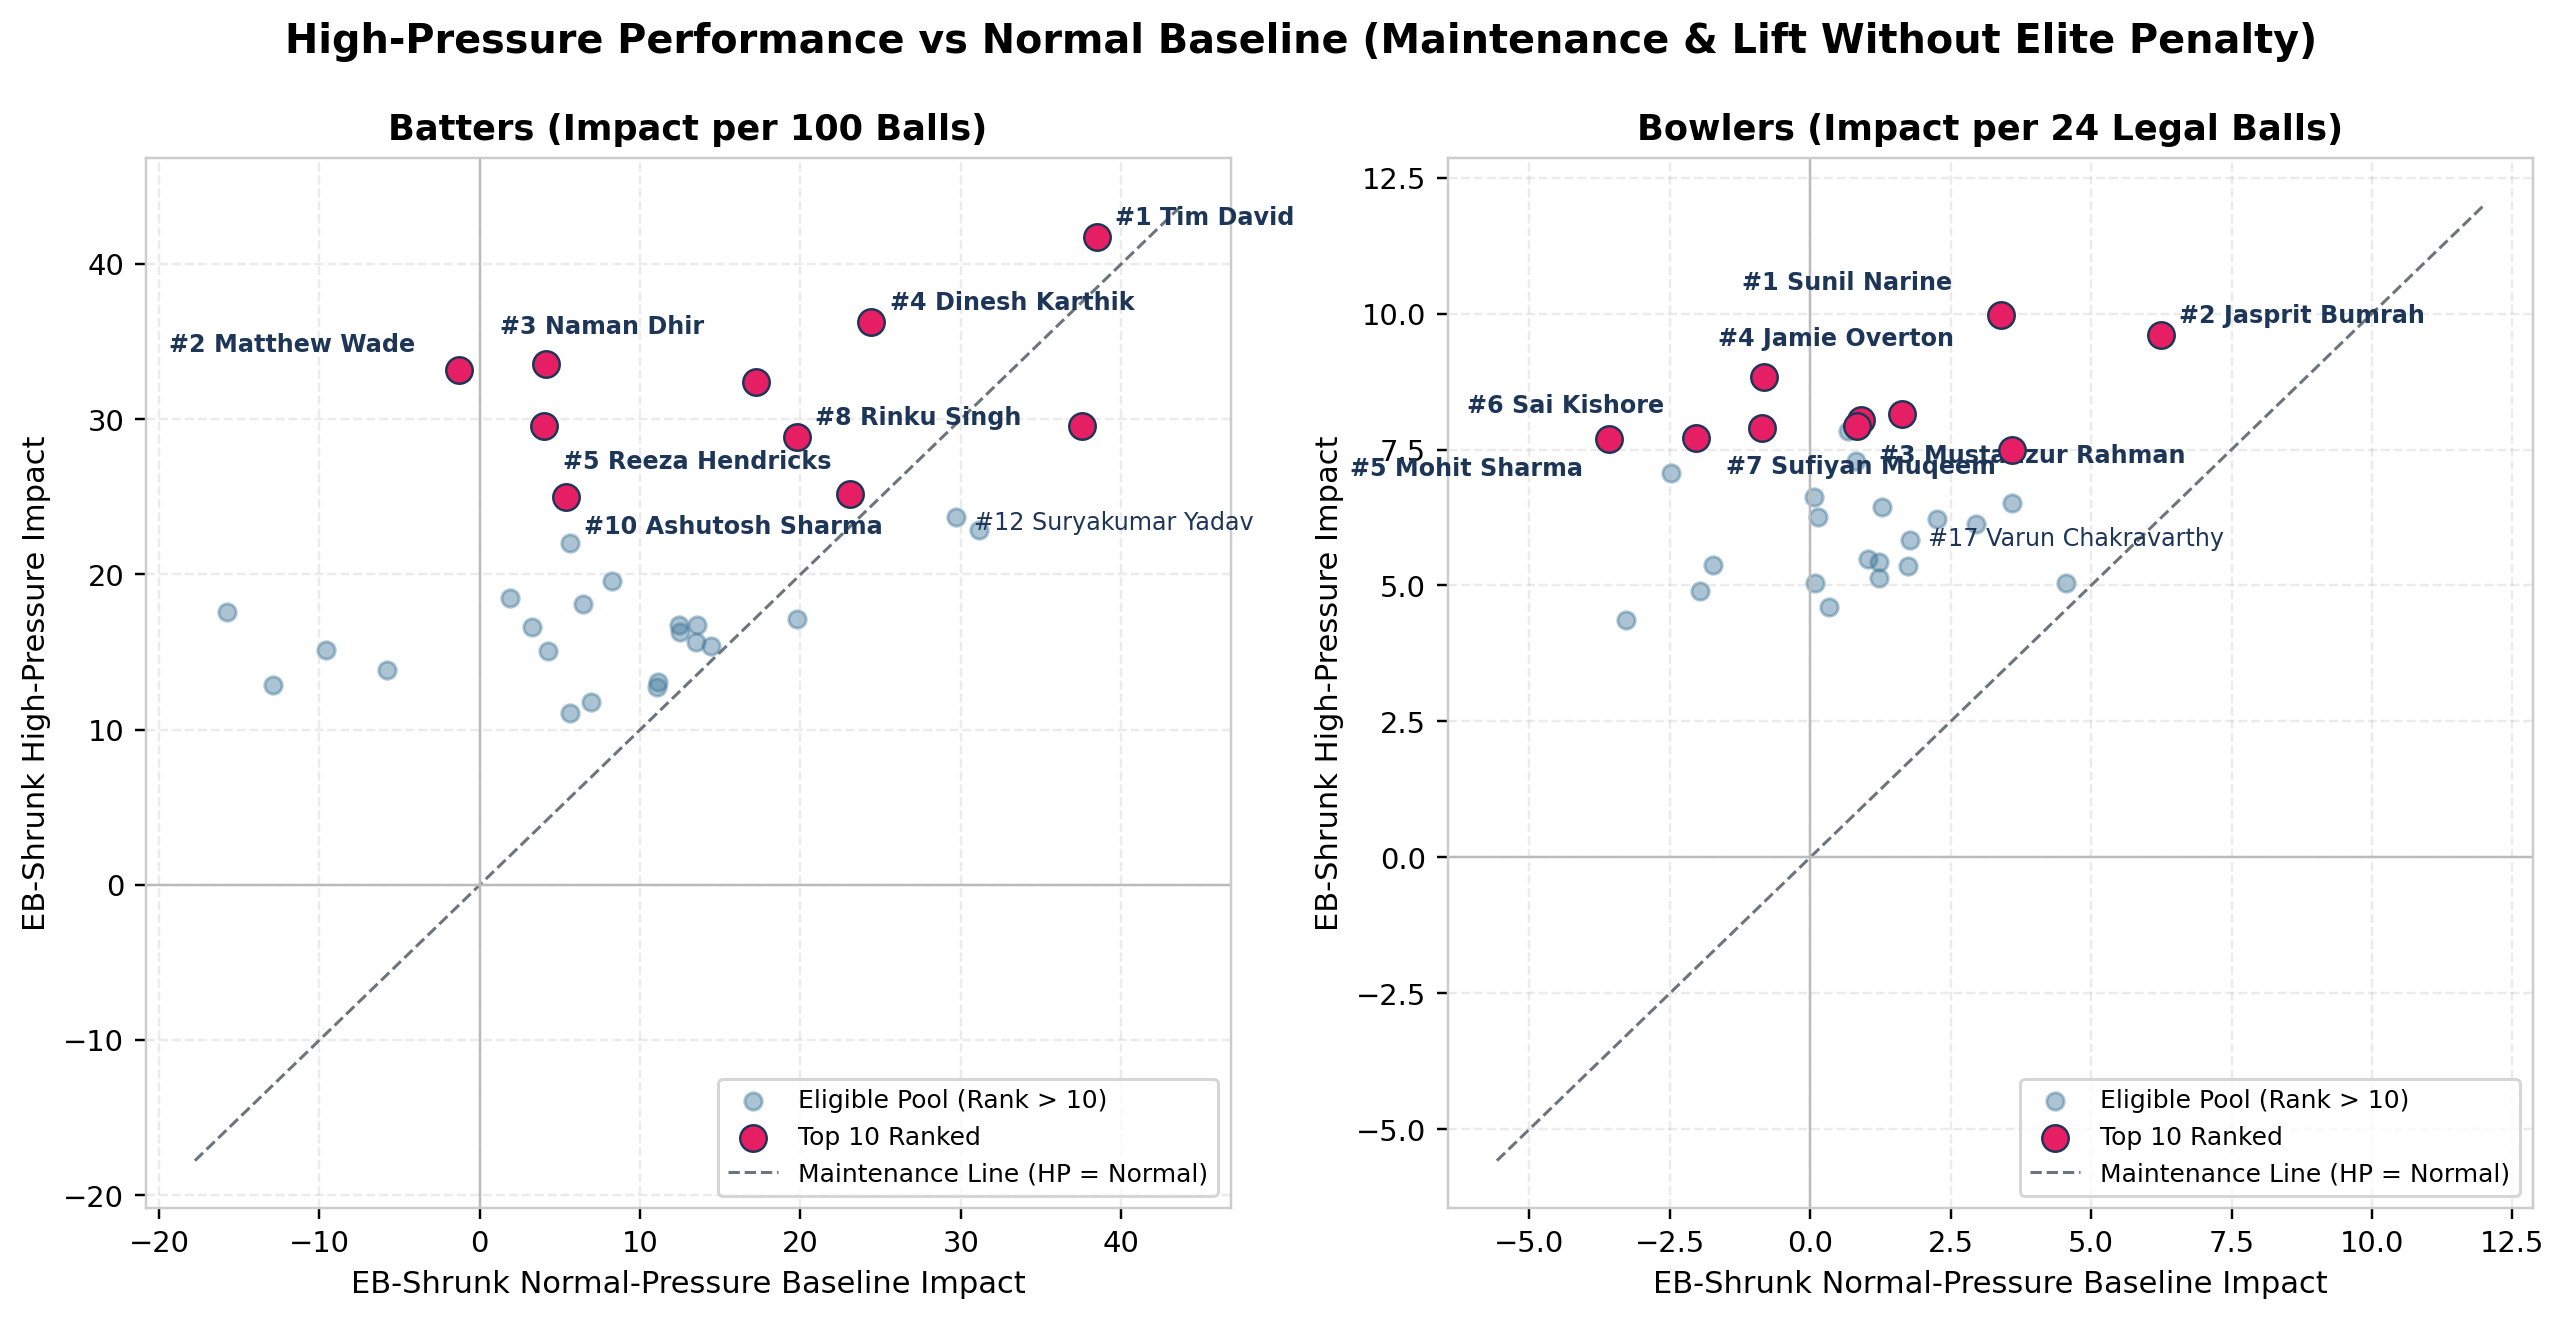 High-Pressure Performance vs Normal Baseline (Maintenance & Lift Without Elite Penalty)
Batters (Impact per 100 Balls)
EB-Shrunk High-Pressure Impact
40
30
20
10
0
−10
−20
#1 Tim David
#4 Dinesh Karthik
#3 Naman Dhir
#2 Matthew Wade
#8 Rinku Singh
#5 Reeza Hendricks
#12 Suryakumar Yadav
#10 Ashutosh Sharma
Eligible Pool (Rank > 10)
Top 10 Ranked
Maintenance Line (HP = Normal)
−20
−10
0
10
20
30
40
EB-Shrunk Normal-Pressure Baseline Impact
Bowlers (Impact per 24 Legal Balls)
EB-Shrunk High-Pressure Impact
12.5
10.0
7.5
5.0
2.5
0.0
−2.5
−5.0
#1 Sunil Narine
#2 Jasprit Bumrah
#4 Jamie Overton
#6 Sai Kishore
#3 Mustafizur Rahman
#5 Mohit Sharma
#7 Sufiyan Muqeem
#17 Varun Chakravarthy
Eligible Pool (Rank > 10)
Top 10 Ranked
Maintenance Line (HP = Normal)
−5.0
−2.5
0.0
2.5
5.0
7.5
10.0
12.5
EB-Shrunk Normal-Pressure Baseline Impact